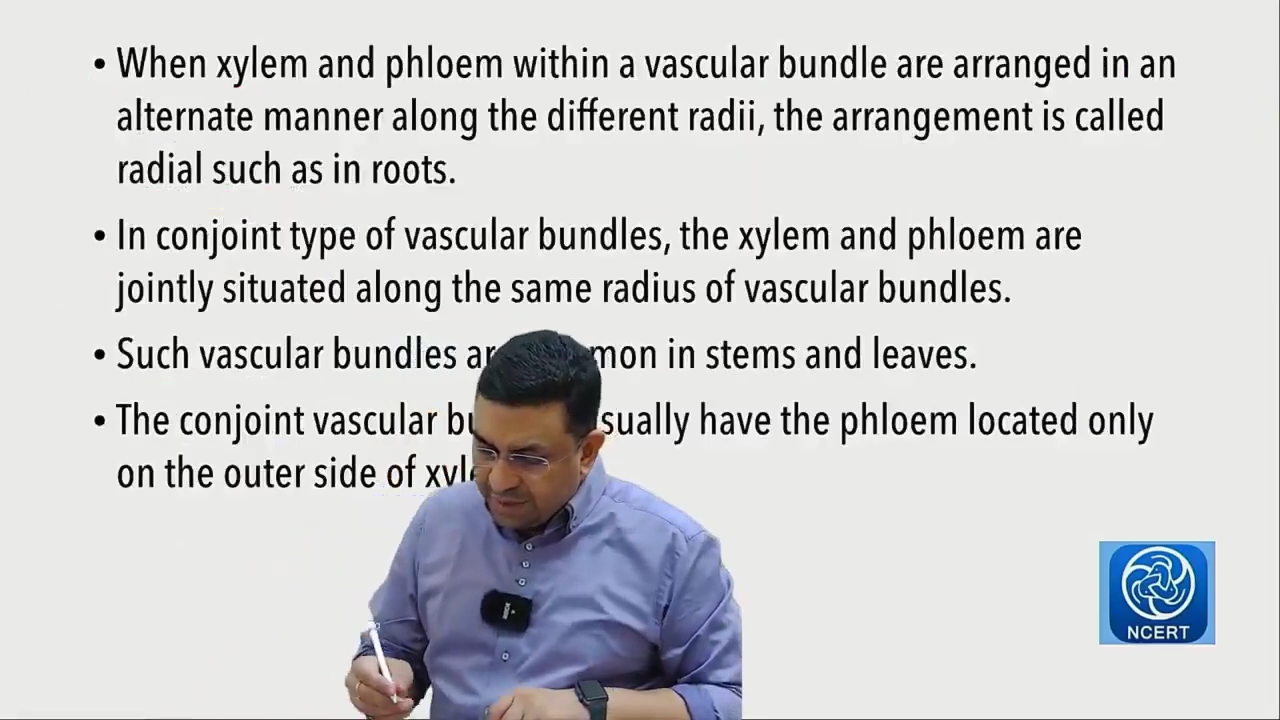 • When xylem and phloem within a vascular bundle are arranged in an
alternate manner along the different radii, the arrangement is called
radial such as in roots.
• In conjoint type of vascular bundles, the xylem and phloem are
jointly situated along the same radius of vascular bundles.
• Such vascular bundles mon in stems and leaves.
• The conjoint vascular sually have the phloem located only
on the outer side of
NCERT